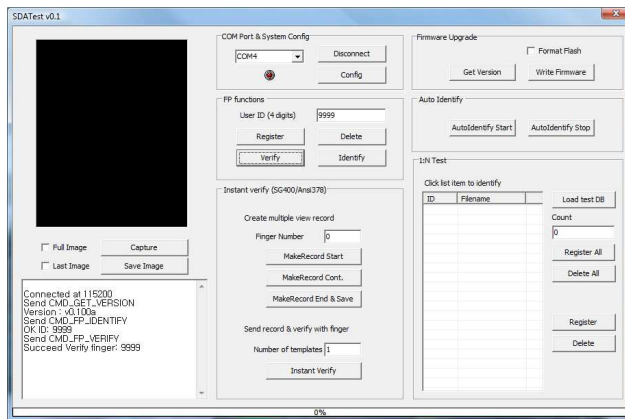 SDATest v0.1
COM Port & System Config
COM4
Disconnect
Config
FP functions
User ID (4 digits)
9999
Register
Delete
Verify
Identify
Instant verify (SG400/Ansi378)
Create multiple view record
Finger Number
0
MakeRecord Start
MakeRecord Cont.
MakeRecord End & Save
Send record & verify with finger
Number of templates
1
Instant Verify
Firmware Upgrade
Format Flash
Get Version
Write Firmware
Auto Identify
AutoIdentify Start
AutoIdentify Stop
1:N Test
Click list item to identify
ID
Filename
Load test DB
Count
0
Register All
Delete All
Register
Delete
Full Image
Capture
Last Image
Save Image
Connected at 115200
Send CMD_GET_VERSION
Version : v0.100a
Send CMD_FP_IDENTIFY
OK ID: 9999
Send CMD_FP_VERIFY
Succeed Verify finger: 9999
0%